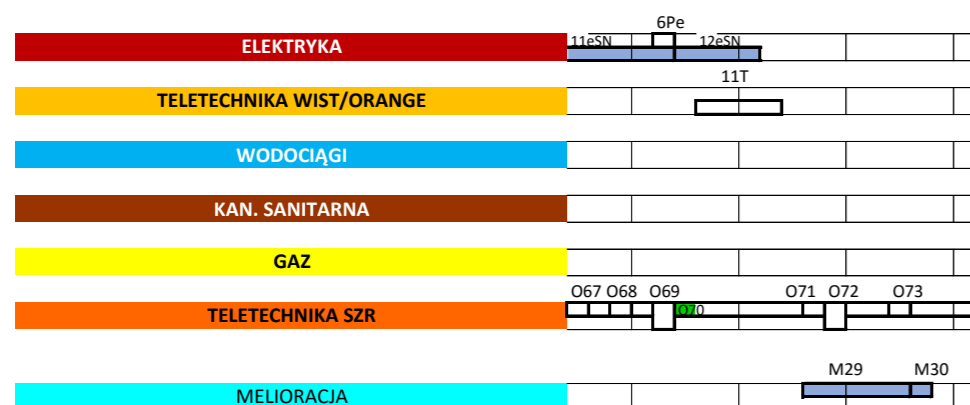 6Pe
ELEKTRYKA 11eSN 12eSN
11T
TELETECHNIKA WIST/ORANGE
WODOCIĄGI
KAN. SANITARNA
GAZ
O67 O68 O69 O71 O72 O73
TELETECHNIKA SZR O70
M29 M30
MELIORACJA